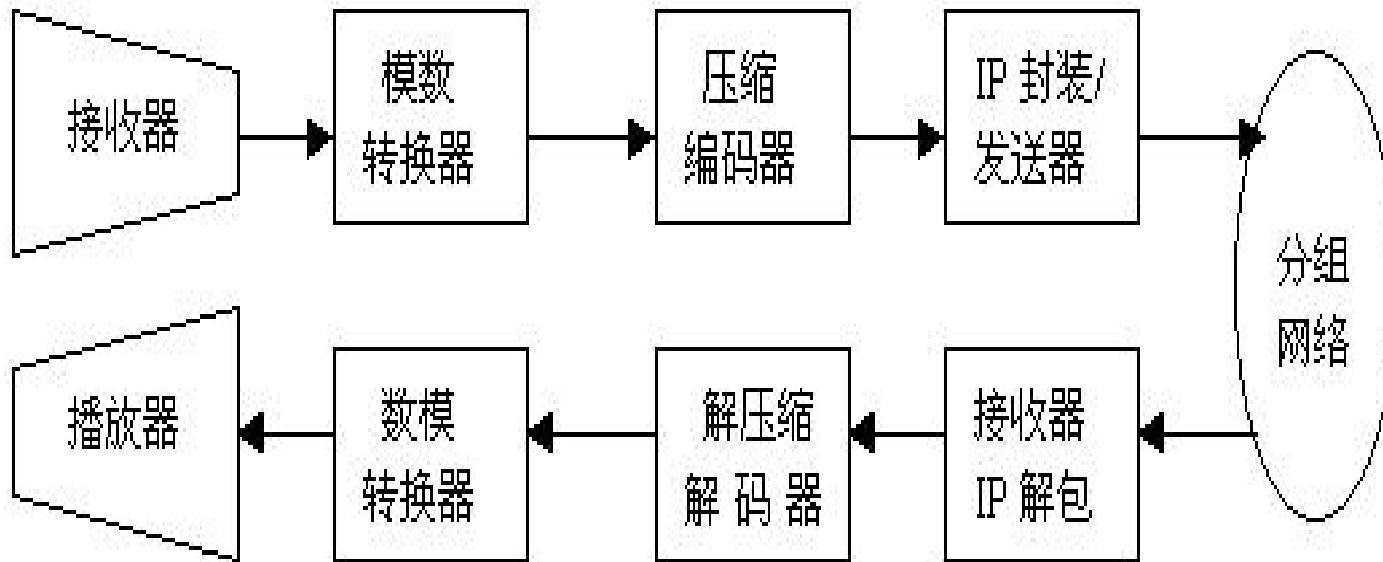 接收器
模数
转换器
压缩
编码器
IP 封装/
发送器
分组
网络
播放器
数模
转换器
解压缩
解 码 器
接收器
IP 解包